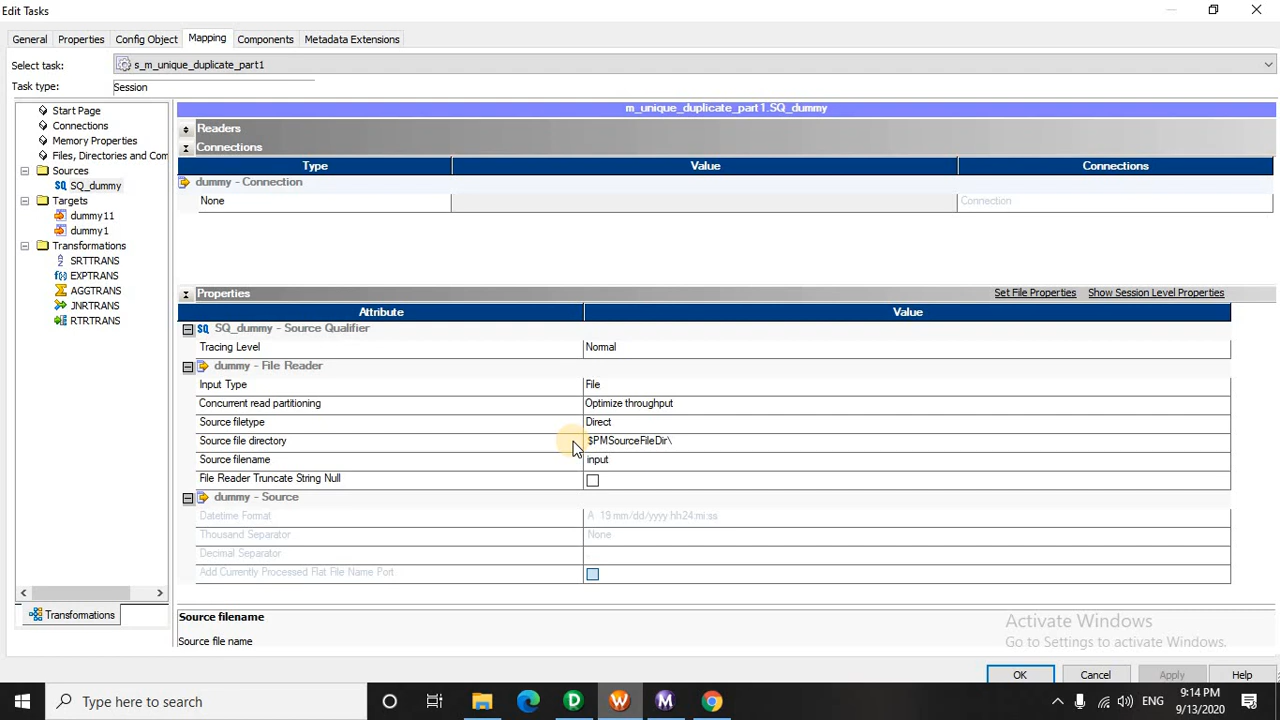 Edit Tasks
General Properties Config Object Mapping Components Metadata Extensions
Select task: s_m_unique_duplicate_part1
Task type: Session
Start Page
Connections
Memory Properties
Files, Directories and Com
Sources
SQ_dummy
Targets
dummy11
dummy1
Transformations
SRTTRANS
EXPTRANS
AGGTRANS
JNRTRANS
RTRTRANS
Transformations
m_unique_duplicate_part1.SQ_dummy
Readers
Connections
Type Value Connections
dummy - Connection
None Connection
Properties Set File Properties Show Session Level Properties
Attribute Value
SQ_dummy - Source Qualifier
Tracing Level Normal
dummy - File Reader
Input Type File
Concurrent read partitioning Optimize throughput
Source filetype Direct
Source file directory $PMSourceFileDir\
Source filename input
File Reader Truncate String Null
dummy - Source
Datetime Format A 19 mm/dd/yyyy hh24:mi:ss
Thousand Separator None
Decimal Separator .
Add Currently Processed Flat File Name Port
Source filename
Source file name
Activate Windows
Go to Settings to activate Windows.
OK Cancel Apply Help
Type here to search
ENG
9:14 PM
9/13/2020